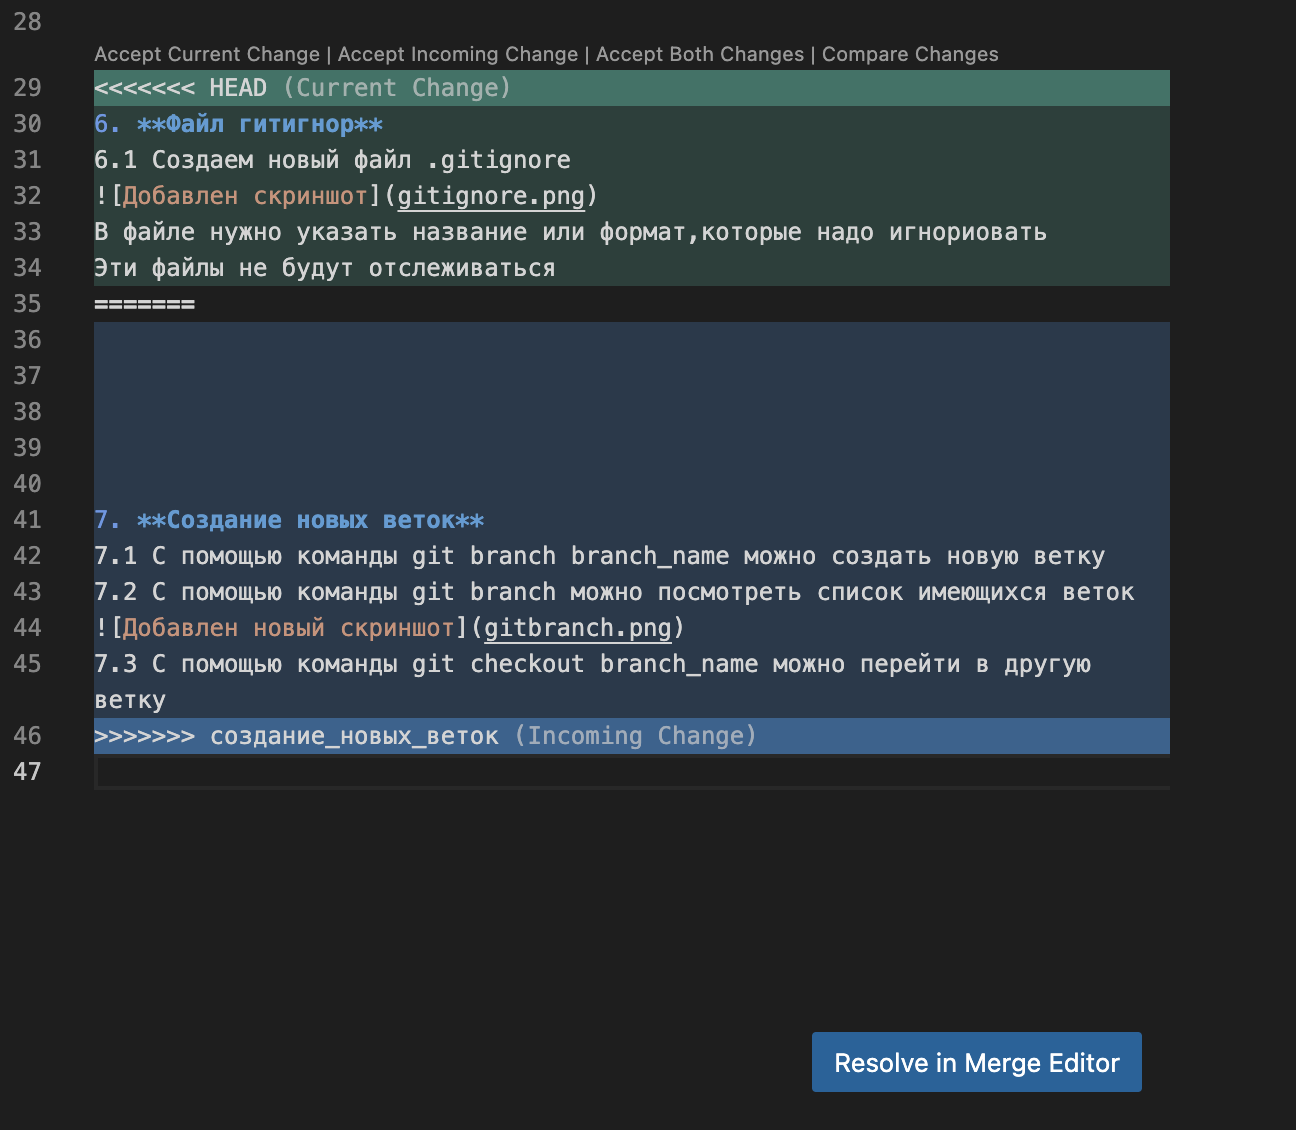 28
Accept Current Change | Accept Incoming Change | Accept Both Changes | Compare Changes
29 <<<<<<< HEAD (Current Change)
30 6. **Файл гитигнор**
31 6.1 Создаем новый файл .gitignore
32 ![Добавлен скриншот](gitignore.png)
33 В файле нужно указать название или формат,которые надо игнориовать
34 Эти файлы не будут отслеживаться
35 =======
36
37
38
39
40
41 7. **Создание новых веток**
42 7.1 С помощью команды git branch branch_name можно создать новую ветку
43 7.2 С помощью команды git branch можно посмотреть список имеющихся веток
44 ![Добавлен новый скриншот](gitbranch.png)
45 7.3 С помощью команды git checkout branch_name можно перейти в другую
ветку
46 >>>>>>> создание_новых_веток (Incoming Change)
47
Resolve in Merge Editor